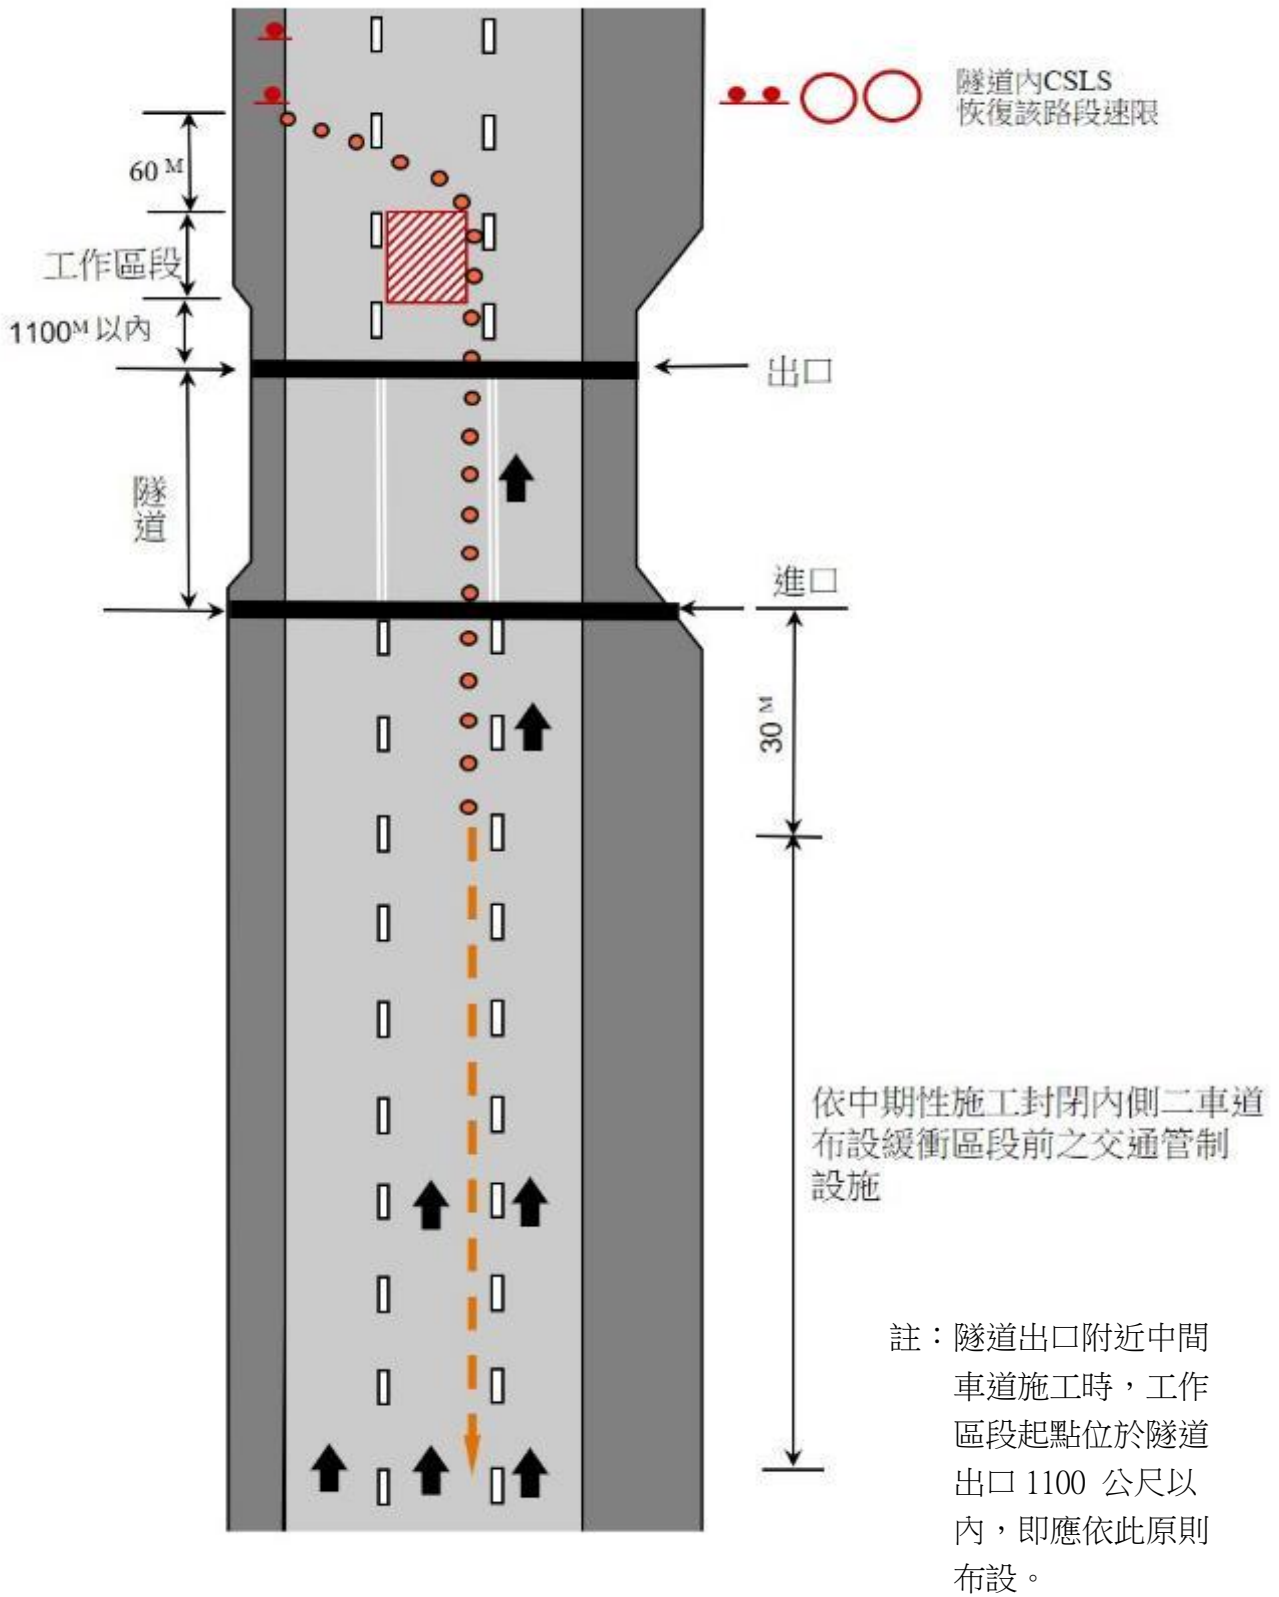 隧道內CSLS
恢復該路段速限
60 M
工作區段
1100M 以內
出口
隧道
進口
30 M
依中期性施工封閉內側二車道
布設緩衝區段前之交通管制
設施
註：隧道出口附近中間
車道施工時，工作
區段起點位於隧道
出口 1100 公尺以
內，即應依此原則
布設。